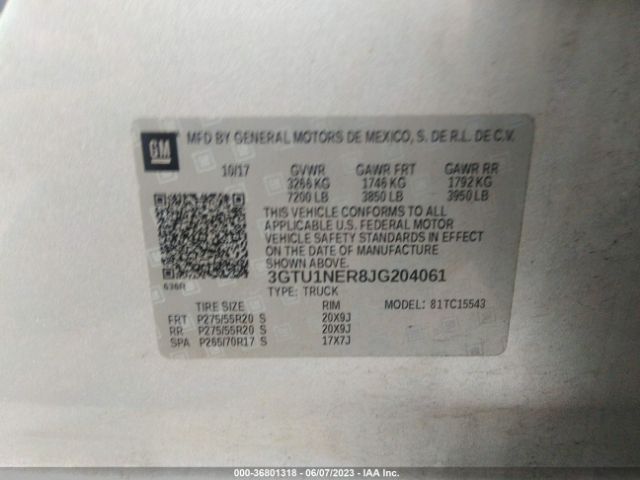 GM
MFD BY GENERAL MOTORS DE MEXICO, S. DE R.L. DE C.V.
10/17 GVWR GAWR FRT GAWR RR
3266 KG 1746 KG 1792 KG
7200 LB 3850 LB 3950 LB
THIS VEHICLE CONFORMS TO ALL
APPLICABLE U.S. FEDERAL MOTOR
VEHICLE SAFETY STANDARDS IN EFFECT
ON THE DATE OF MANUFACTURE
SHOWN ABOVE.
3GTU1NER8JG204061
636R
TYPE: TRUCK
TIRE SIZE RIM MODEL: 81TC15543
FRT P275/55R20 S 20X9J
RR P275/55R20 S 20X9J
SPA P265/70R17 S 17X7J
000-36801318 - 06/07/2023 - IAA Inc.